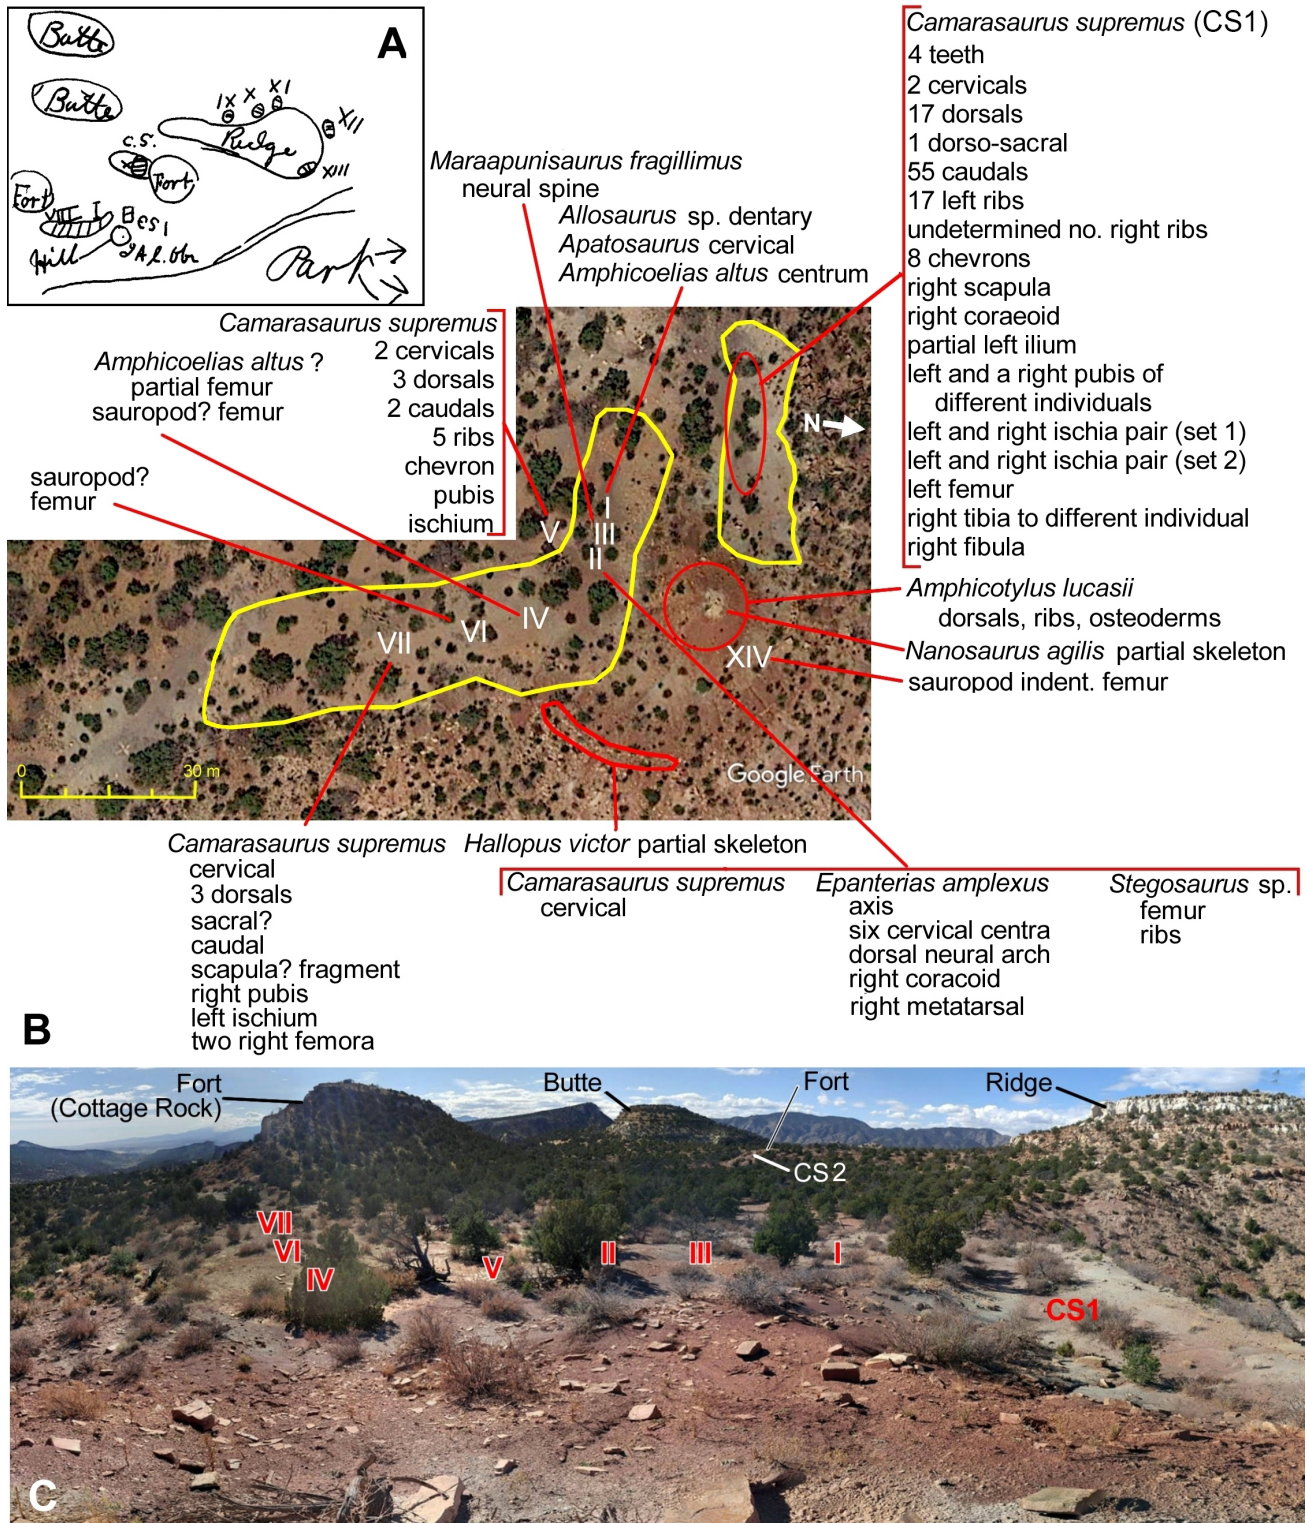 A
Butte
Butte
IX X XI
XII
Ridge
XIII
C.S.
Fort
Fort
VII I
CS 1
Hill
Park
Camarasaurus supremus (CS1)
4 teeth
2 cervicals
17 dorsals
1 dorso-sacral
55 caudals
17 left ribs
undetermined no. right ribs
8 chevrons
right scapula
right coraeoid
partial left ilium
left and a right pubis of
different individuals
left and right ischia pair (set 1)
left and right ischia pair (set 2)
left femur
right tibia to different individual
right fibula
Maraapunisaurus fragillimus
neural spine
Allosaurus sp. dentary
Apatosaurus cervical
Amphicoelias altus centrum
Camarasaurus supremus
2 cervicals
3 dorsals
2 caudals
5 ribs
chevron
pubis
ischium
Amphicoelias altus ?
partial femur
sauropod? femur
sauropod?
femur
N
I
V
III
II
IV
VI
VII
XIV
Amphicotylus lucasii
dorsals, ribs, osteoderms
Nanosaurus agilis partial skeleton
sauropod indent. femur
0 30 m
Google Earth
Camarasaurus supremus
cervical
3 dorsals
sacral?
caudal
scapula? fragment
right pubis
left ischium
two right femora
Hallopus victor partial skeleton
Camarasaurus supremus
cervical
Epanterias amplexus
axis
six cervical centra
dorsal neural arch
right coracoid
right metatarsal
Stegosaurus sp.
femur
ribs
B
Fort
(Cottage Rock)
Butte
Fort
Ridge
CS2
VII
VI
IV
V
II
III
I
CS1
C